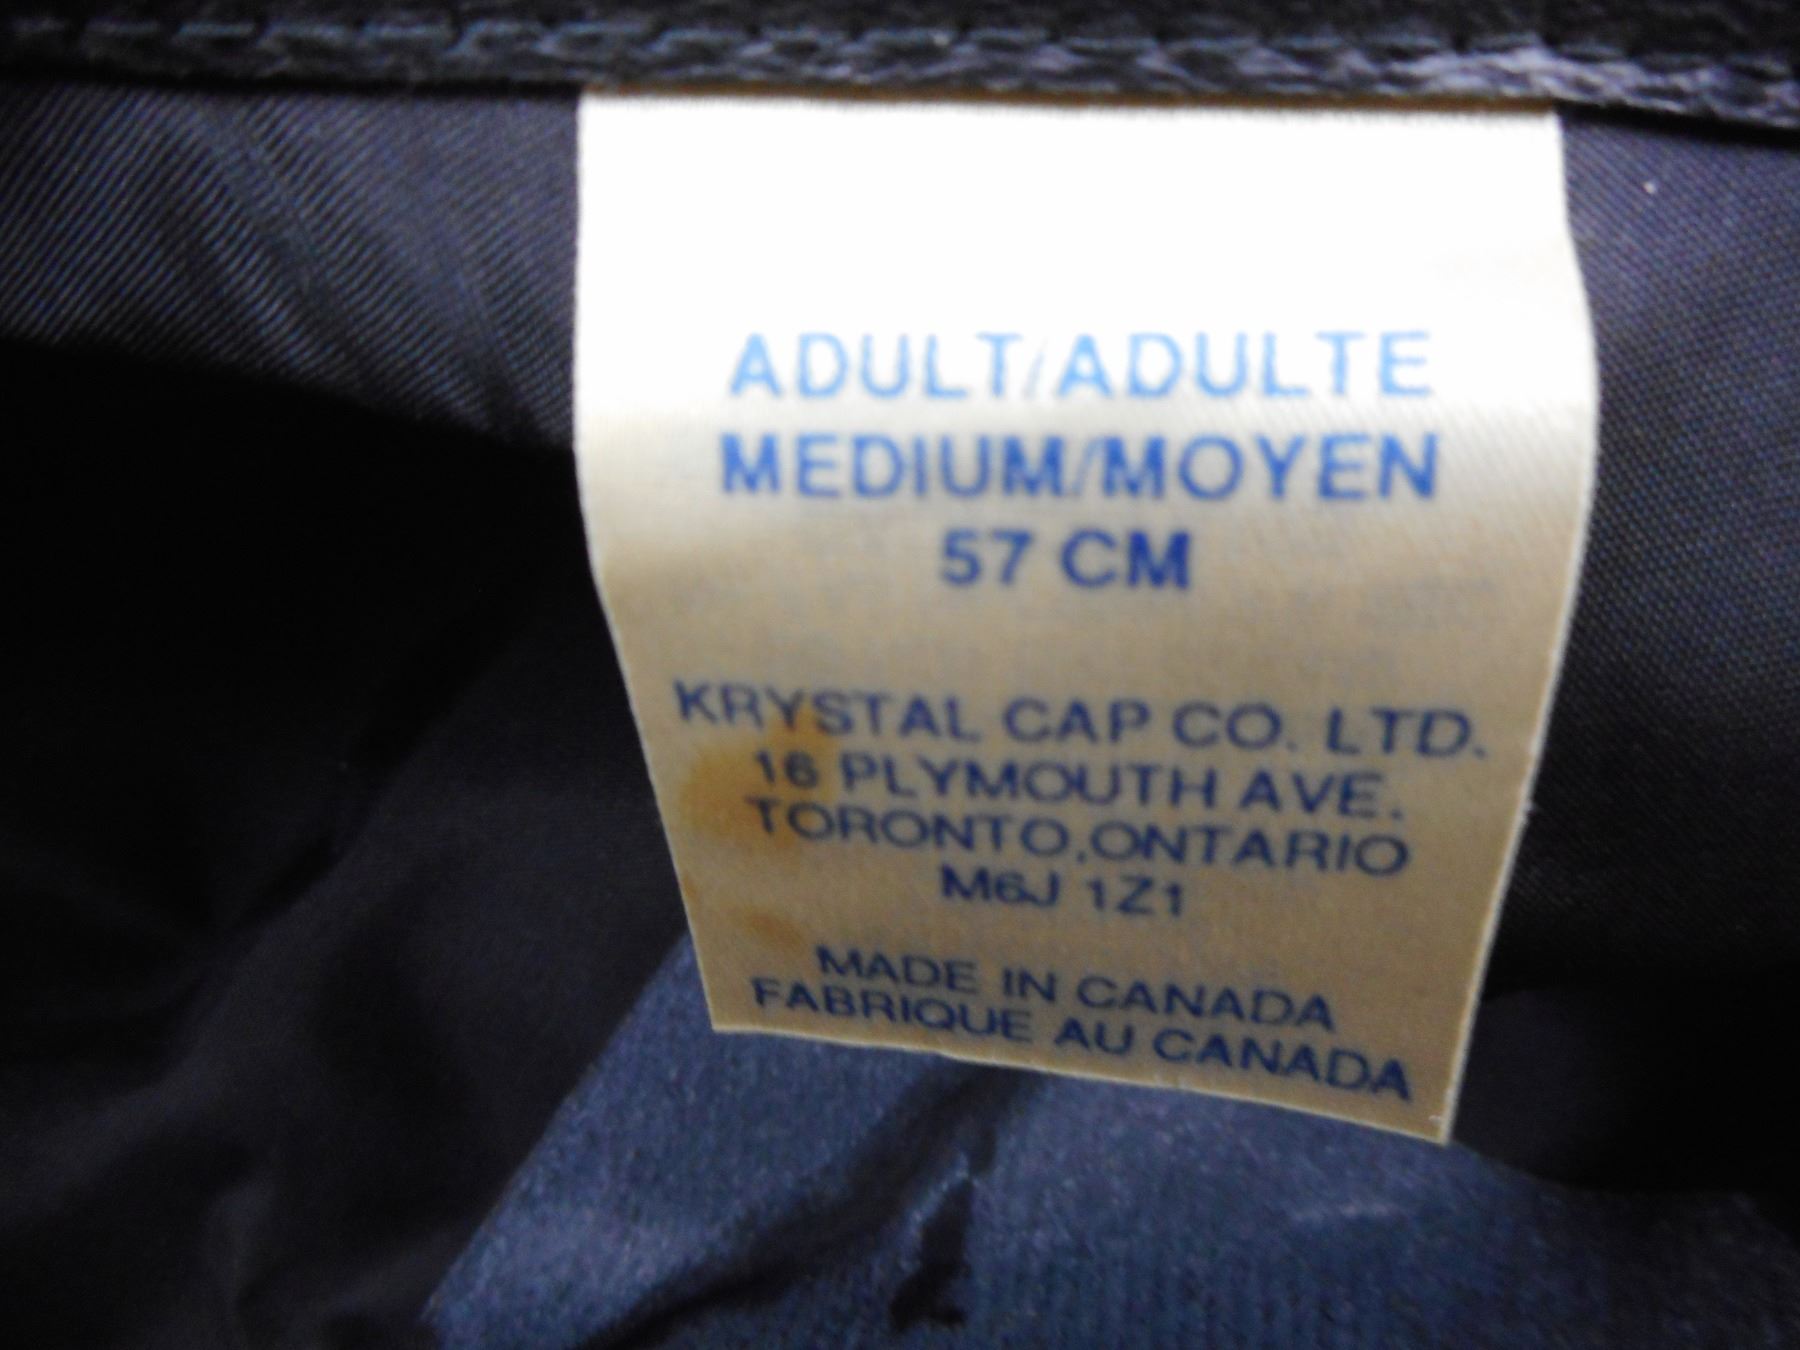 ADULT/ADULTE
MEDIUM/MOYEN
57 CM
KRYSTAL CAP CO. LTD.
16 PLYMOUTH AVE.
TORONTO,ONTARIO
M6J 1Z1
MADE IN CANADA
FABRIQUE AU CANADA